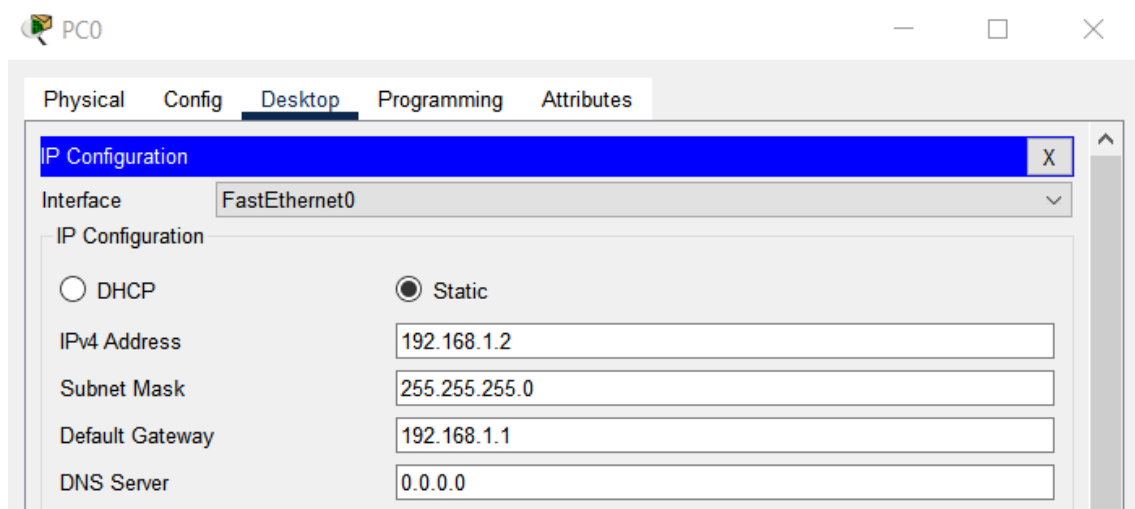 PC0
Physical Config Desktop Programming Attributes
IP Configuration X
Interface FastEthernet0
IP Configuration
DHCP Static
IPv4 Address 192.168.1.2
Subnet Mask 255.255.255.0
Default Gateway 192.168.1.1
DNS Server 0.0.0.0